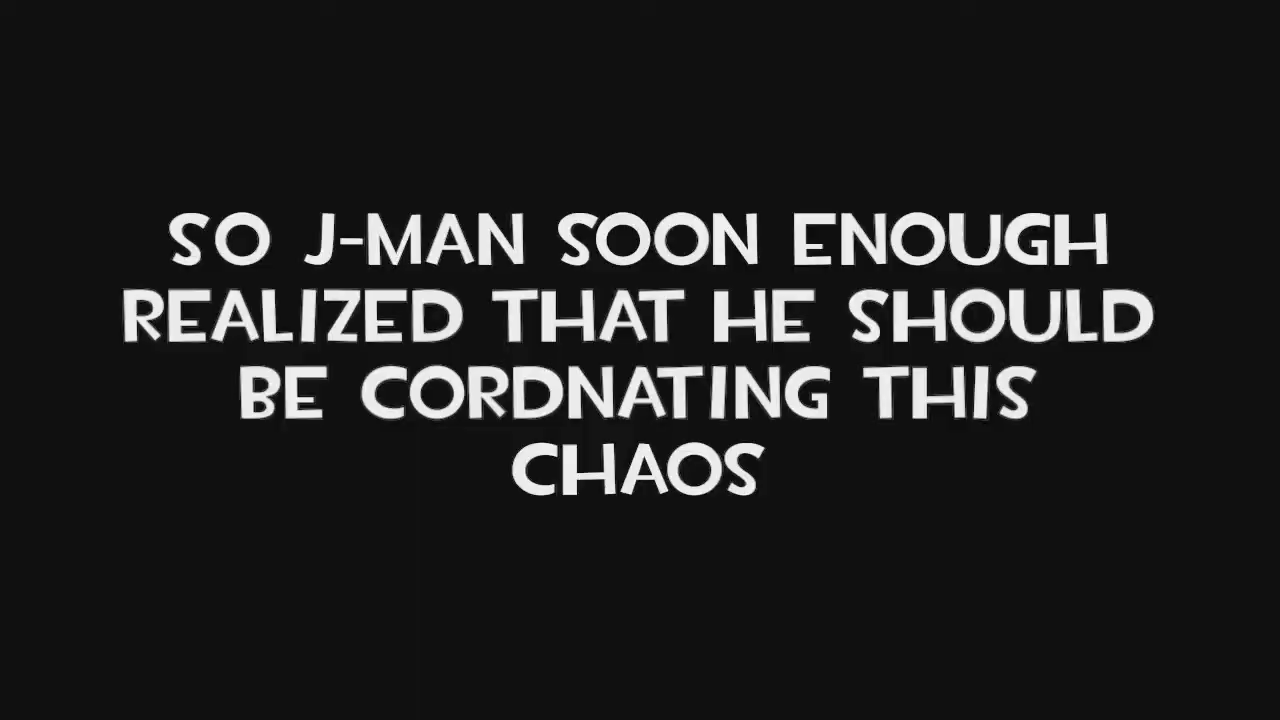 SO J-MAN SOON ENOUGH
REALIZED THAT HE SHOULD
BE CORDNATING THIS
CHAOS